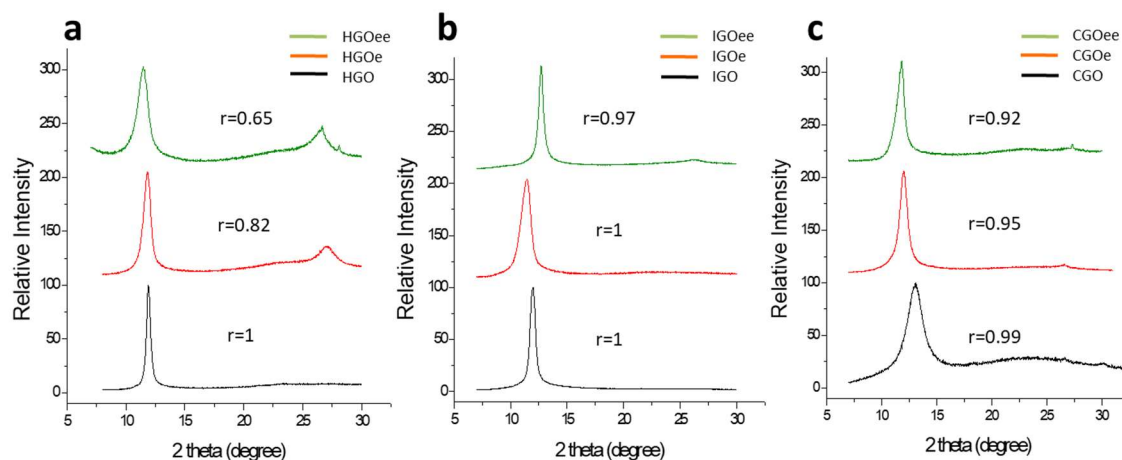 a
HGOee
HGOe
HGO
300
250
200
150
100
50
0
r=0.65
r=0.82
r=1
5 10 15 20 25 30
2 theta (degree)
Relative Intensity
b
IGOee
IGOe
IGO
300
250
200
150
100
50
0
r=0.97
r=1
r=1
5 10 15 20 25 30
2 theta (degree)
Relative Intensity
c
CGOee
CGOe
CGO
300
250
200
150
100
50
0
r=0.92
r=0.95
r=0.99
5 10 15 20 25 30
2 theta (degree)
Relative Intensity